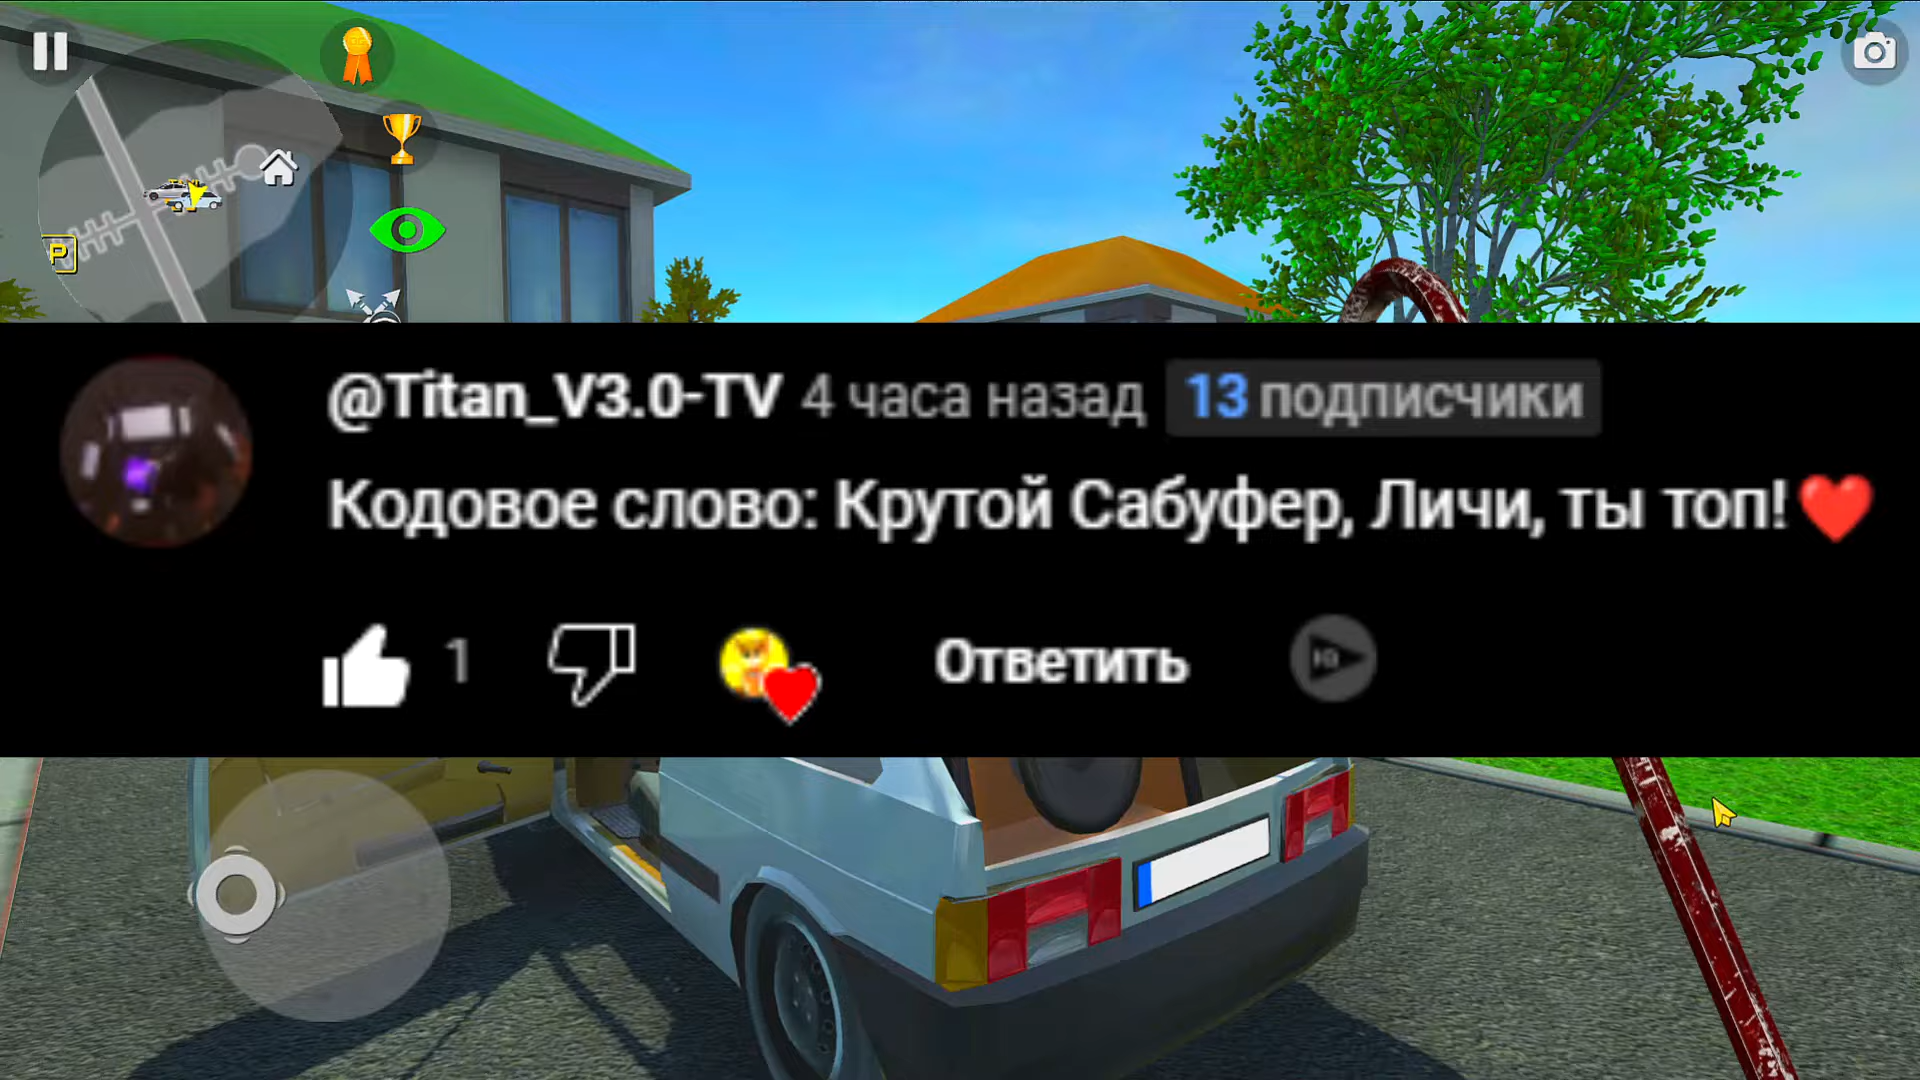 P
@Titan_V3.0-TV 4 часа назад 13 подписчики
Кодовое слово: Крутой Сабуфер, Личи, ты топ!❤️
1 Ответить